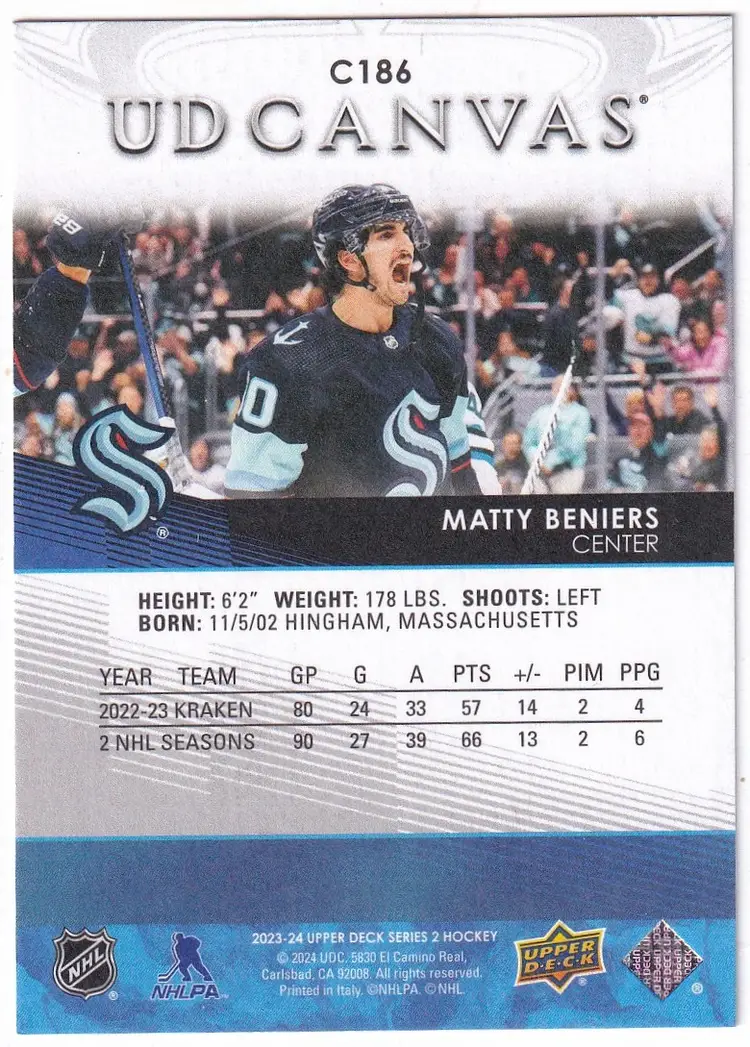 C186
UD CANVAS®
28
10
®
MATTY BENIERS
CENTER
HEIGHT: 6'2" WEIGHT: 178 LBS. SHOOTS: LEFT
BORN: 11/5/02 HINGHAM, MASSACHUSETTS
YEAR TEAM GP G A PTS +/- PIM PPG
2022-23 KRAKEN 80 24 33 57 14 2 4
2 NHL SEASONS 90 27 39 66 13 2 6
2023-24 UPPER DECK SERIES 2 HOCKEY
© 2024 UDC. 5830 El Camino Real,
Carlsbad, CA 92008. All rights reserved.
Printed in Italy. ©NHLPA. ©NHL.
NHL ®
NHLPA
UPPER
DECK
®
®